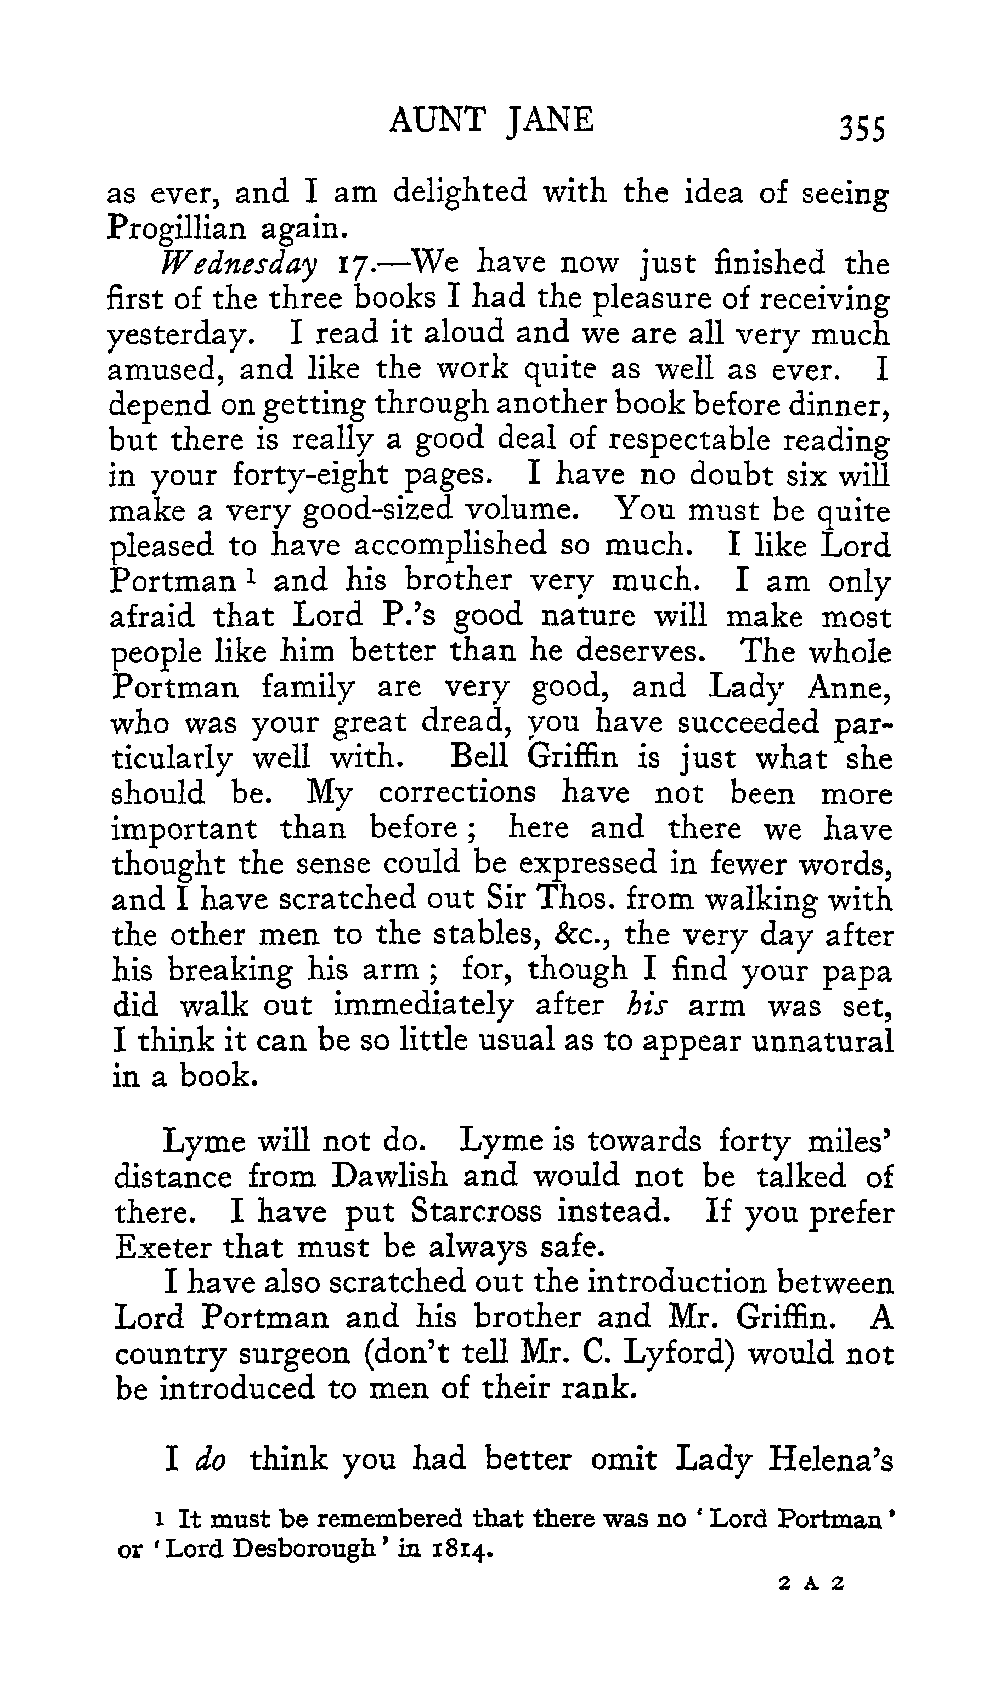 AUNT JANE 355
as ever, and I am delighted with the idea of seeing
Progillian again.
Wednesday 17.—We have now just finished the
first of the three books I had the pleasure of receiving
yesterday. I read it aloud and we are all very much
amused, and like the work quite as well as ever. I
depend on getting through another book before dinner,
but there is really a good deal of respectable reading
in your forty-eight pages. I have no doubt six will
make a very good-sized volume. You must be quite
pleased to have accomplished so much. I like Lord
Portman 1 and his brother very much. I am only
afraid that Lord P.'s good nature will make most
people like him better than he deserves. The whole
Portman family are very good, and Lady Anne,
who was your great dread, you have succeeded par-
ticularly well with. Bell Griffin is just what she
should be. My corrections have not been more
important than before ; here and there we have
thought the sense could be expressed in fewer words,
and I have scratched out Sir Thos. from walking with
the other men to the stables, &c., the very day after
his breaking his arm ; for, though I find your papa
did walk out immediately after his arm was set,
I think it can be so little usual as to appear unnatural
in a book.
Lyme will not do. Lyme is towards forty miles'
distance from Dawlish and would not be talked of
there. I have put Starcross instead. If you prefer
Exeter that must be always safe.
I have also scratched out the introduction between
Lord Portman and his brother and Mr. Griffin. A
country surgeon (don't tell Mr. C. Lyford) would not
be introduced to men of their rank.
I do think you had better omit Lady Helena's
1 It must be remembered that there was no 'Lord Portman'
or 'Lord Desborough' in 1814.
2 A 2